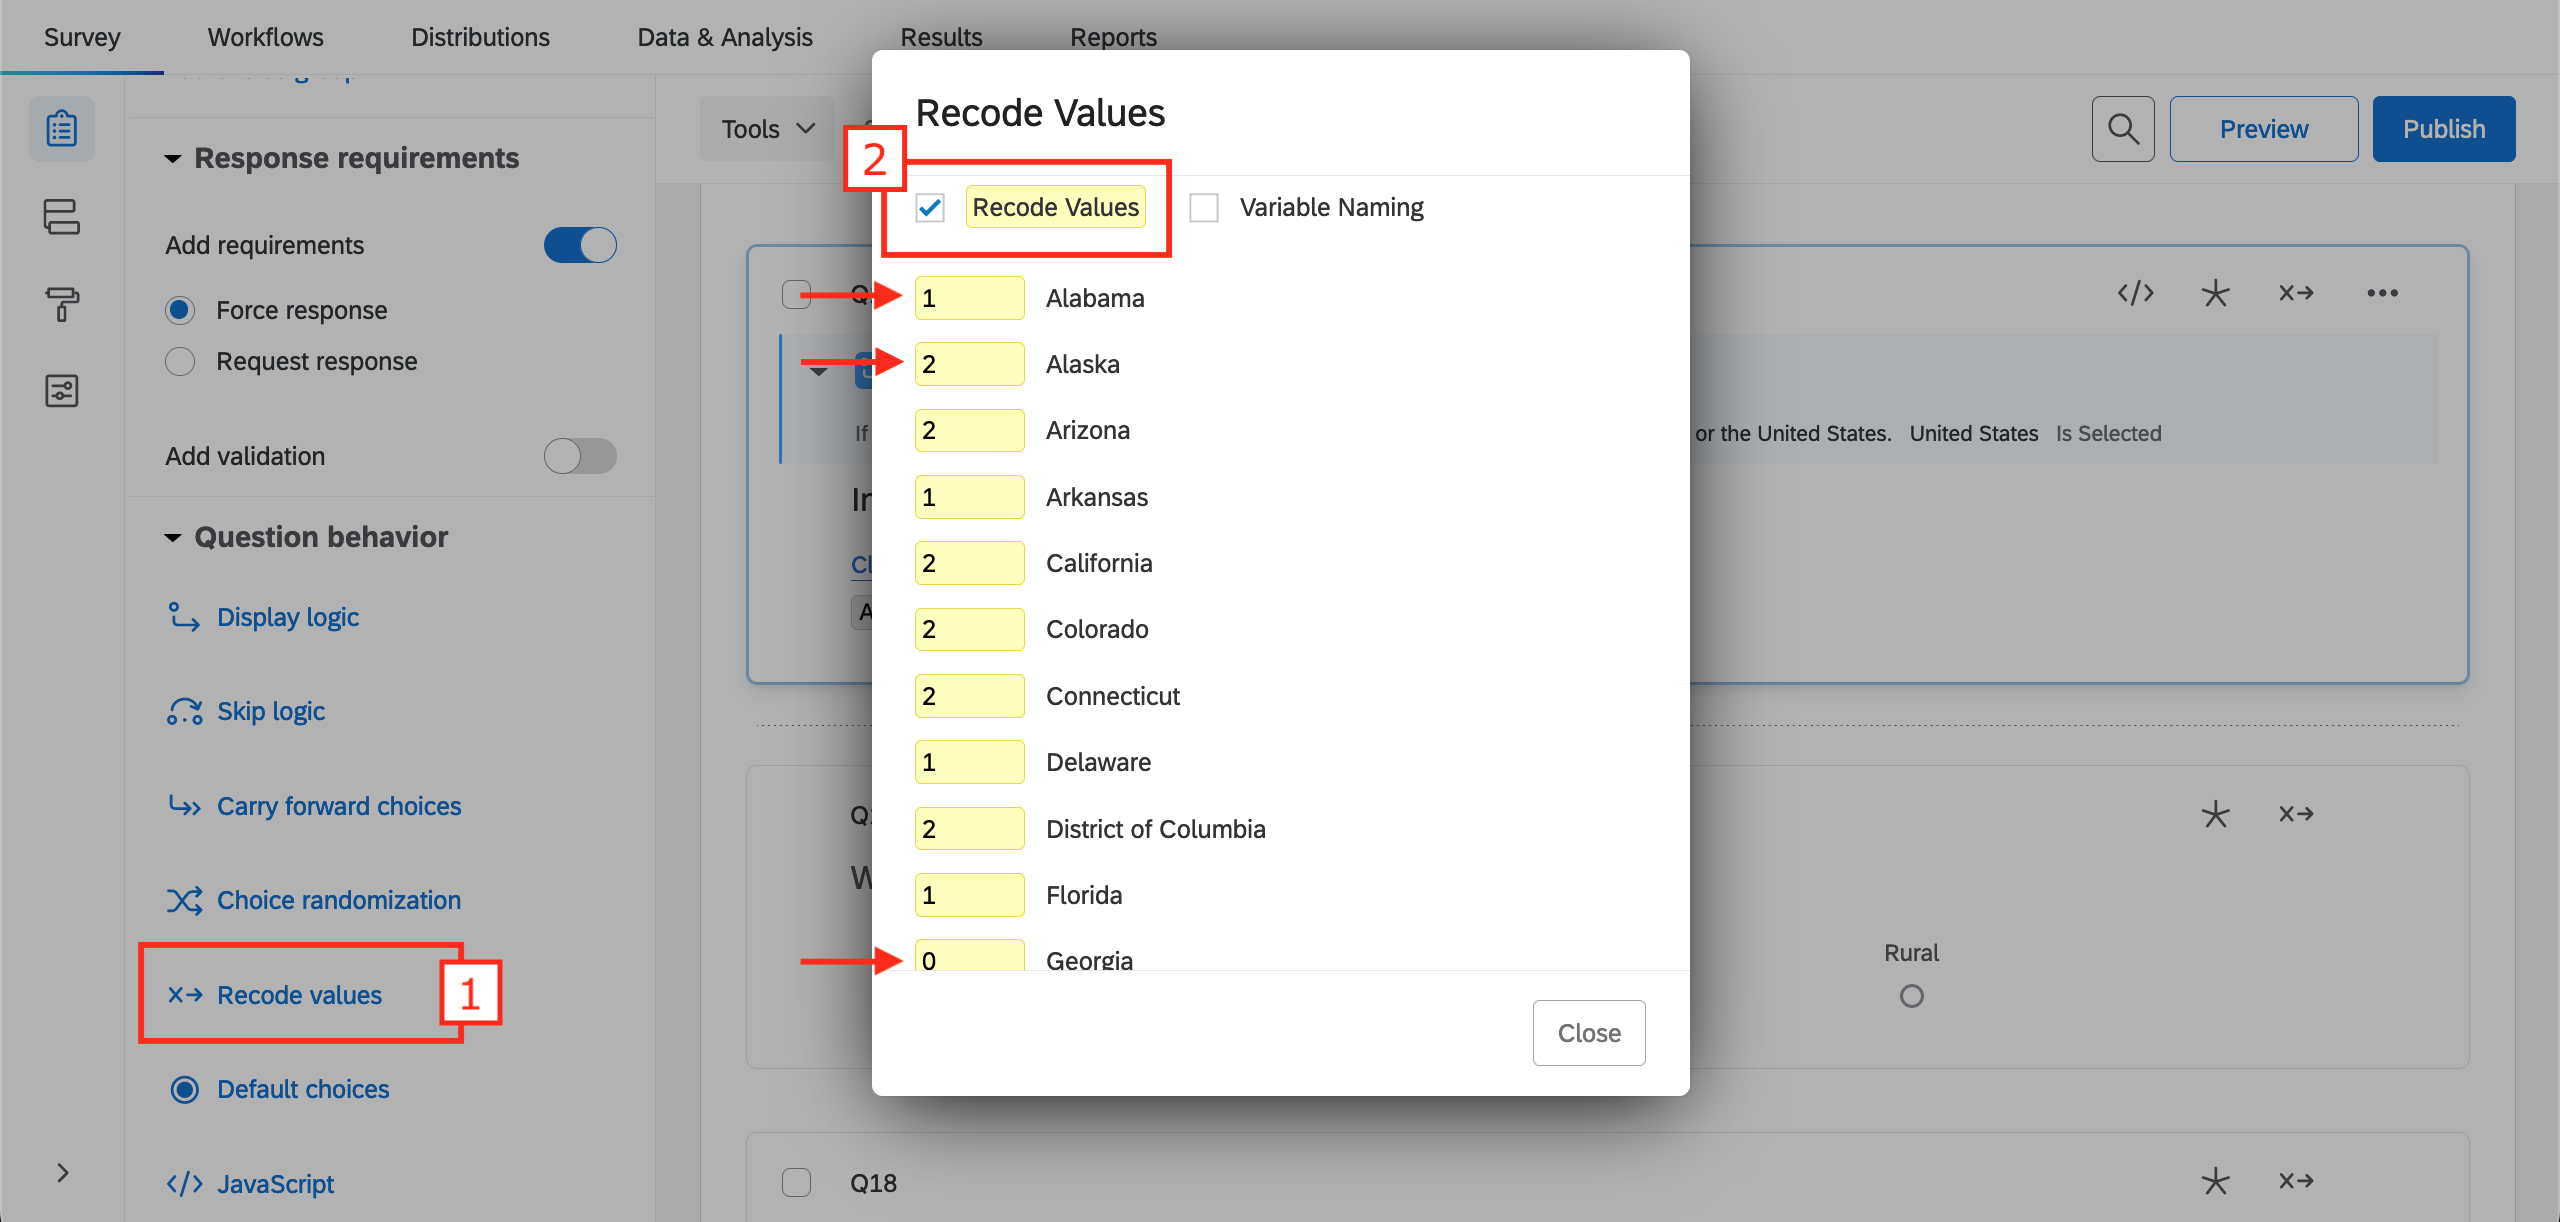 Survey Workflows Distributions Data & Analysis Results Reports
Response requirements
Add requirements
Force response
Request response
Add validation
Question behavior
Display logic
Skip logic
Carry forward choices
Choice randomization
Recode values
1
Default choices
JavaScript
Tools
Preview
Publish
Recode Values
2
Recode Values Variable Naming
1 Alabama
2 Alaska
2 Arizona
1 Arkansas
2 California
2 Colorado
2 Connecticut
1 Delaware
2 District of Columbia
1 Florida
0 Georgia
Close
If
or the United States. United States Is Selected
Rural
Q18